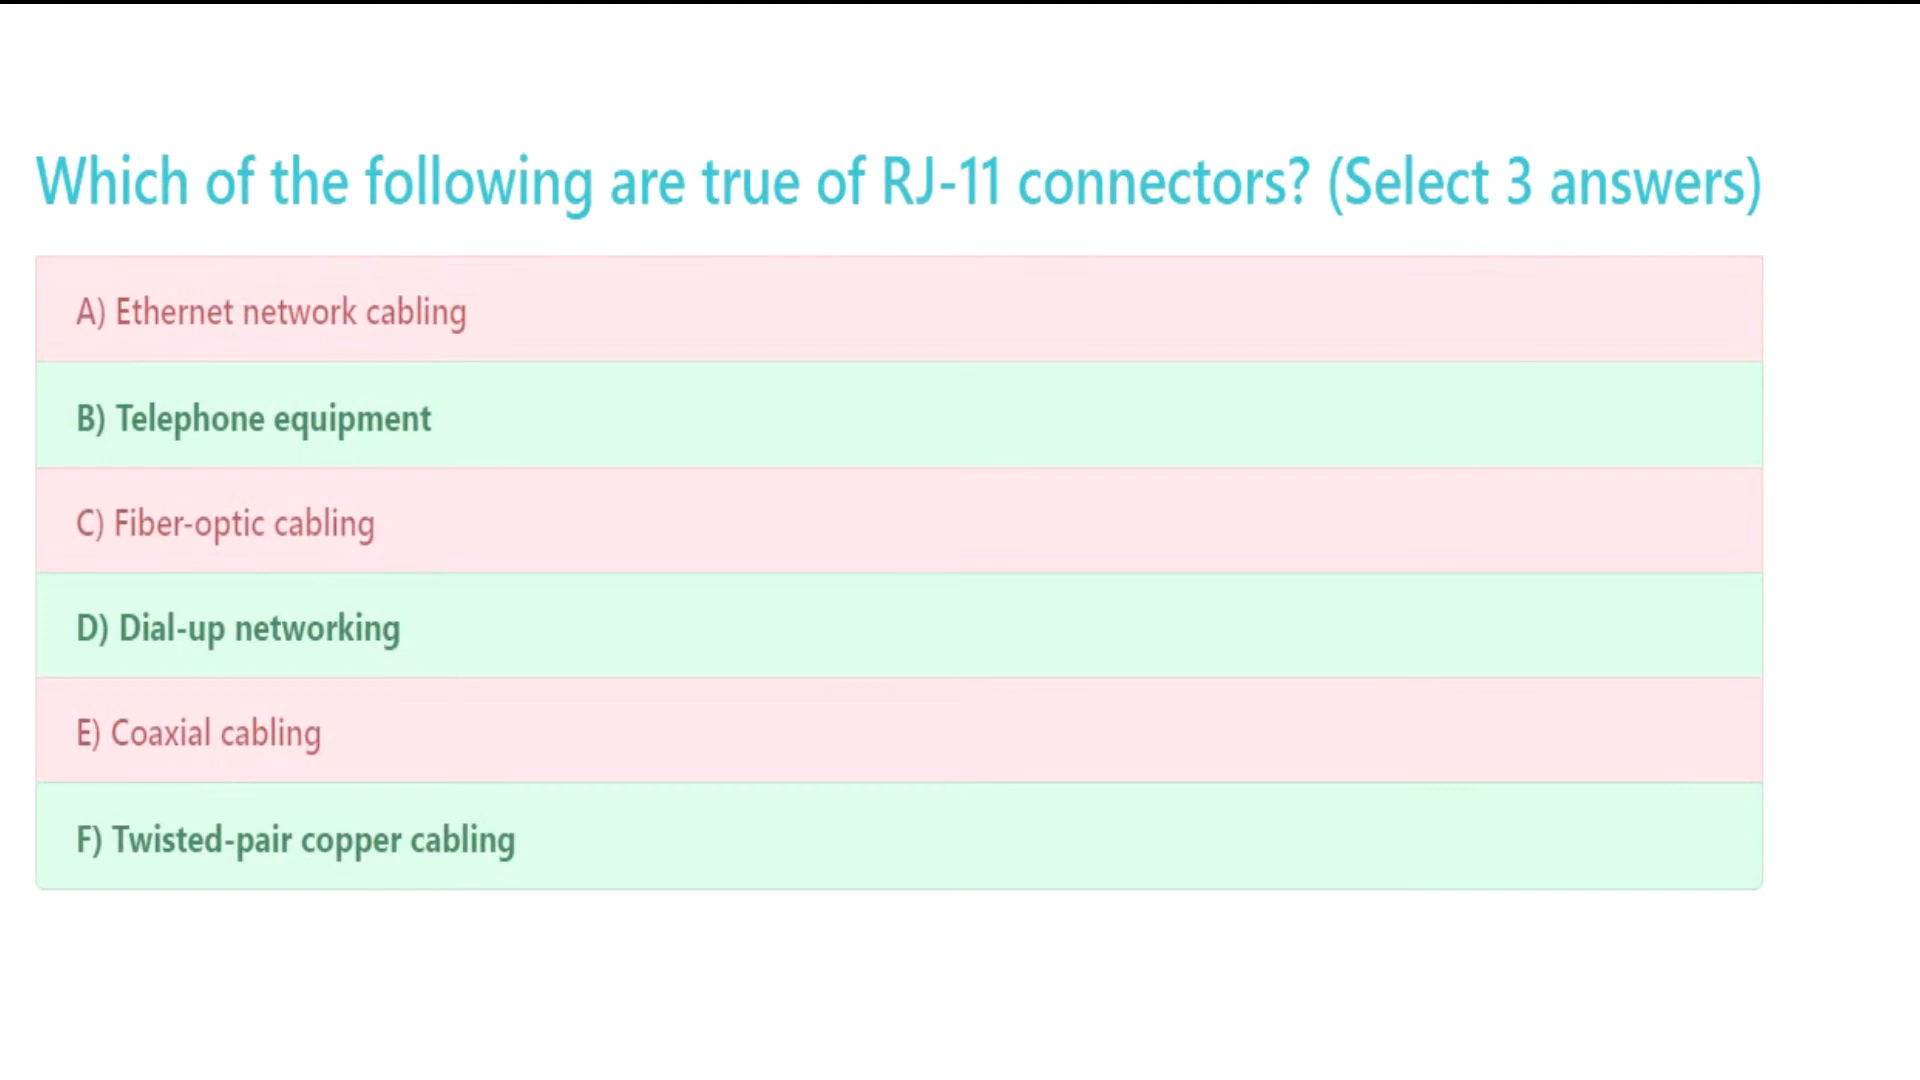 Which of the following are true of RJ-11 connectors? (Select 3 answers)
A) Ethernet network cabling
B) Telephone equipment
C) Fiber-optic cabling
D) Dial-up networking
E) Coaxial cabling
F) Twisted-pair copper cabling